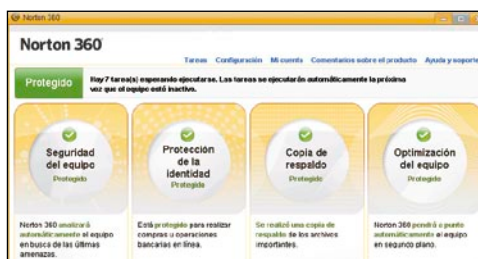 Norton 360
Norton 360
Tareas Configuración Mi cuenta Comentarios sobre el producto Ayuda y soporte
Protegido
Hay 7 tarea(s) esperando ejecutarse. Las tareas se ejecutarán automáticamente la próxima
vez que el equipo esté inactivo.
Seguridad
del equipo
Protegido
Norton 360 analizará
automáticamente el equipo
en busca de las últimas
amenazas.
Protección
de la
identidad
Protegido
Está protegido para realizar
compras u operaciones
bancarias en línea.
Copia de
respaldo
Protegido
Se realizó una copia de
respaldo de los archivos
importantes.
Optimización
del equipo
Protegido
Norton 360 pondrá a punto
automáticamente el equipo
en segundo plano.